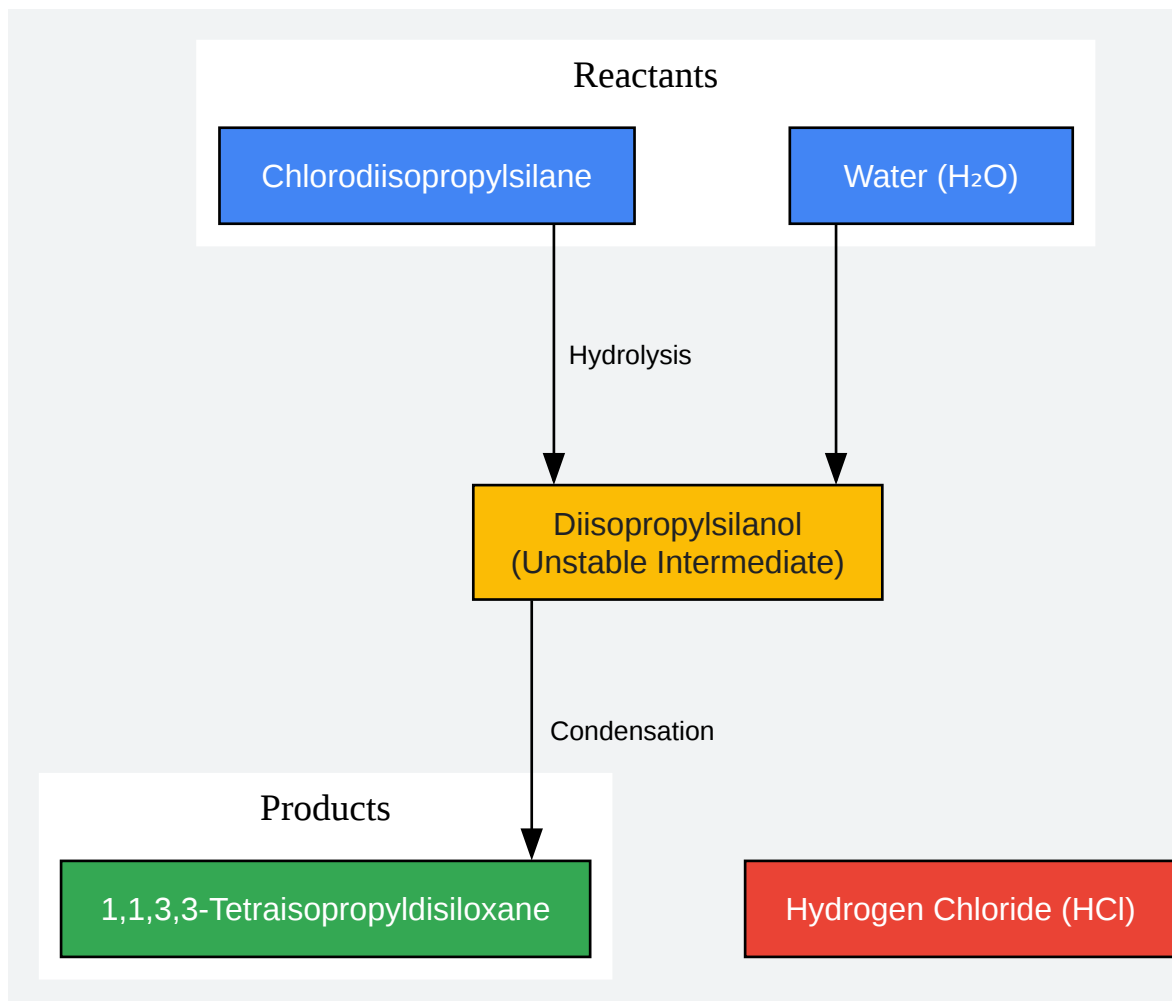 Reactants
Chlorodiisopropylsilane
Water (H₂O)
Hydrolysis
Diisopropylsilanol
(Unstable Intermediate)
Condensation
Products
1,1,3,3-Tetraisopropyldisiloxane
Hydrogen Chloride (HCl)